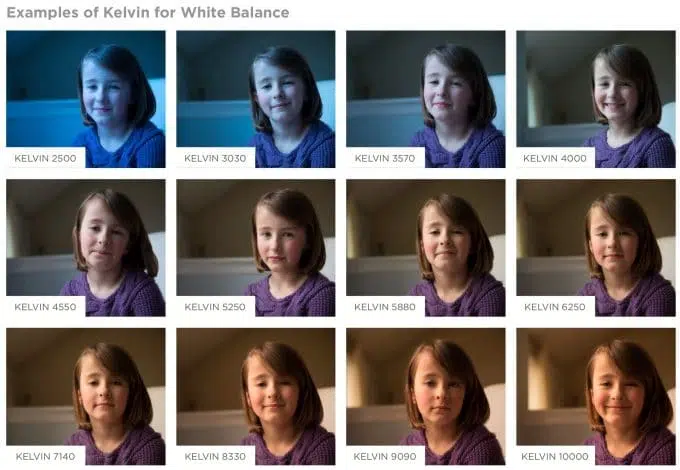 Examples of Kelvin for White Balance
KELVIN 2500
KELVIN 3030
KELVIN 3570
KELVIN 4000
KELVIN 4550
KELVIN 5250
KELVIN 5880
KELVIN 6250
KELVIN 7140
KELVIN 8330
KELVIN 9090
KELVIN 10000